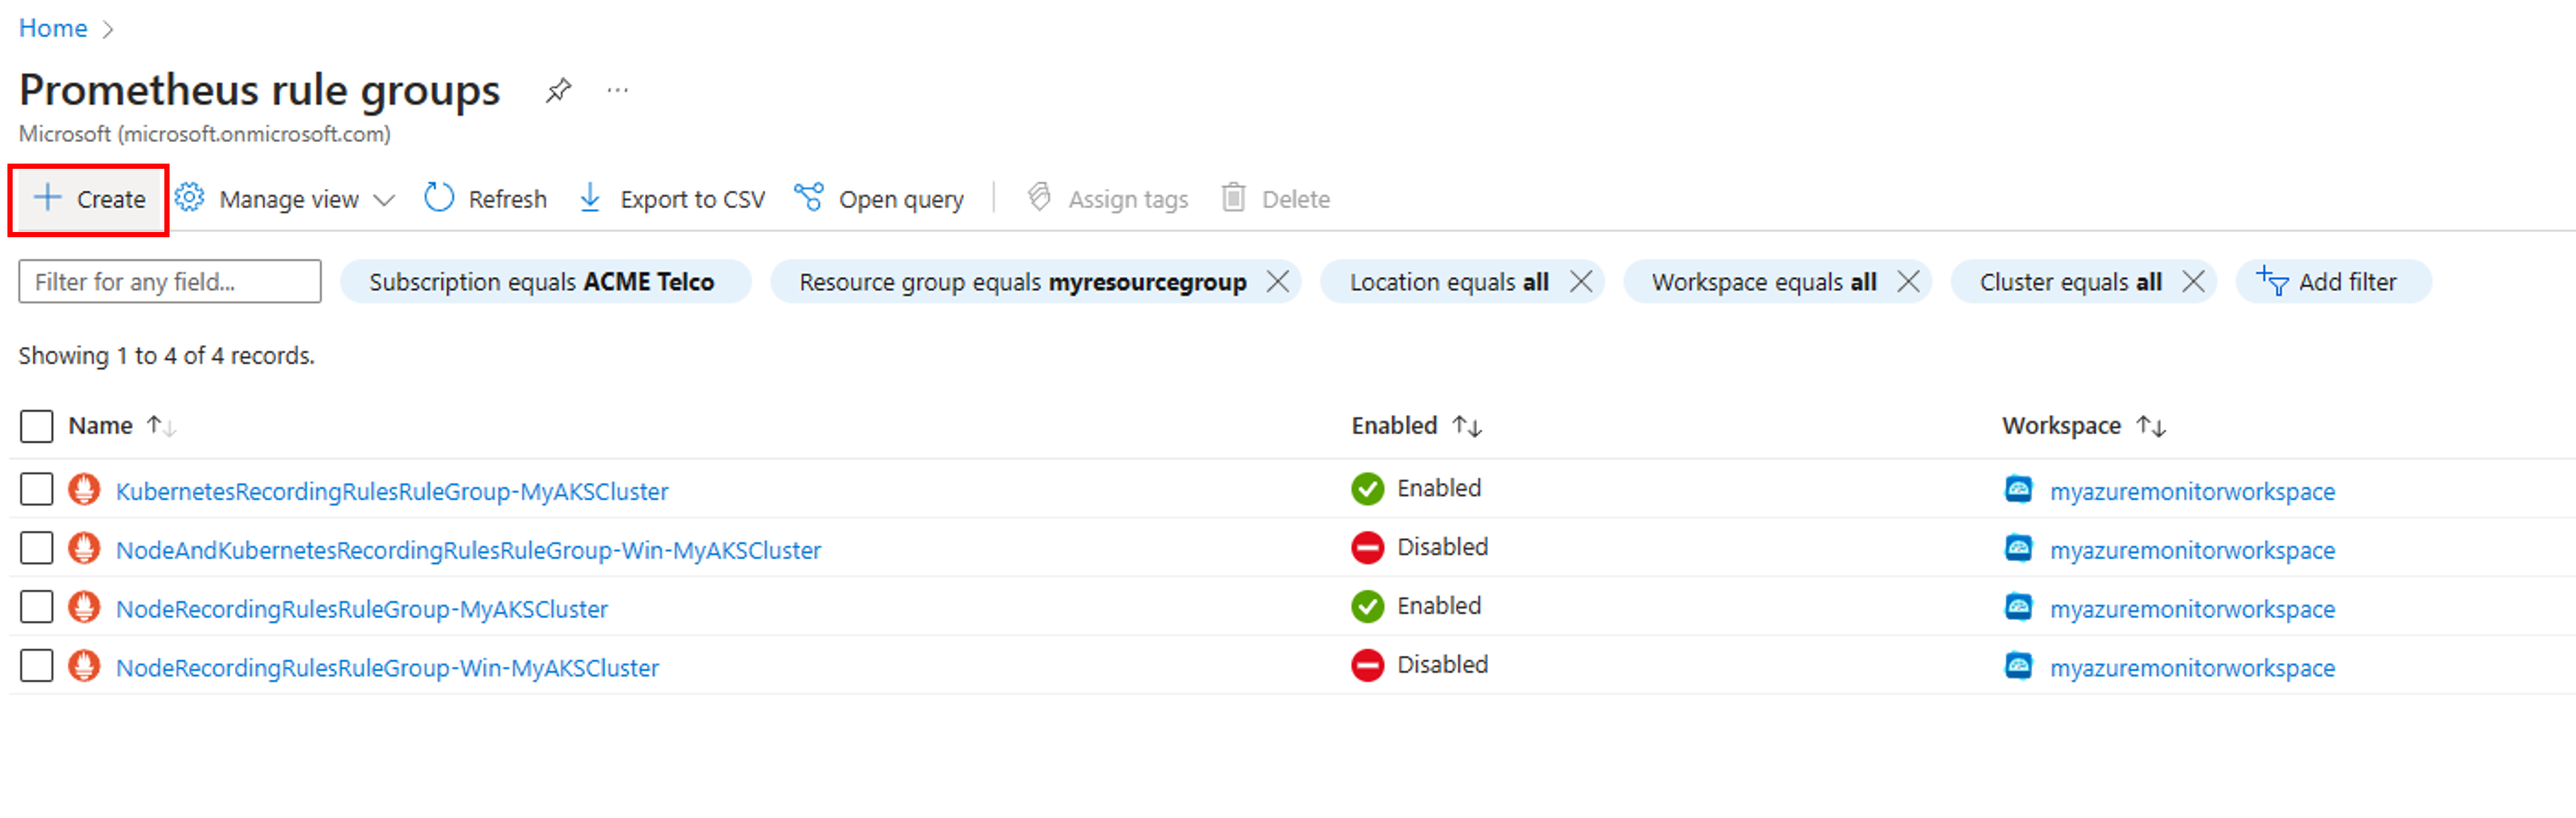 Home
Prometheus rule groups ...
Microsoft (microsoft.onmicrosoft.com)
Create Manage view Refresh Export to CSV Open query Assign tags Delete
Filter for any field... Subscription equals ACME Telco Resource group equals myresourcegroup Location equals all Workspace equals all Cluster equals all Add filter
Showing 1 to 4 of 4 records.
Name Enabled Workspace
KubernetesRecordingRulesRuleGroup-MyAKSCluster Enabled myazuremonitorworkspace
NodeAndKubernetesRecordingRulesRuleGroup-Win-MyAKSCluster Disabled myazuremonitorworkspace
NodeRecordingRulesRuleGroup-MyAKSCluster Enabled myazuremonitorworkspace
NodeRecordingRulesRuleGroup-Win-MyAKSCluster Disabled myazuremonitorworkspace